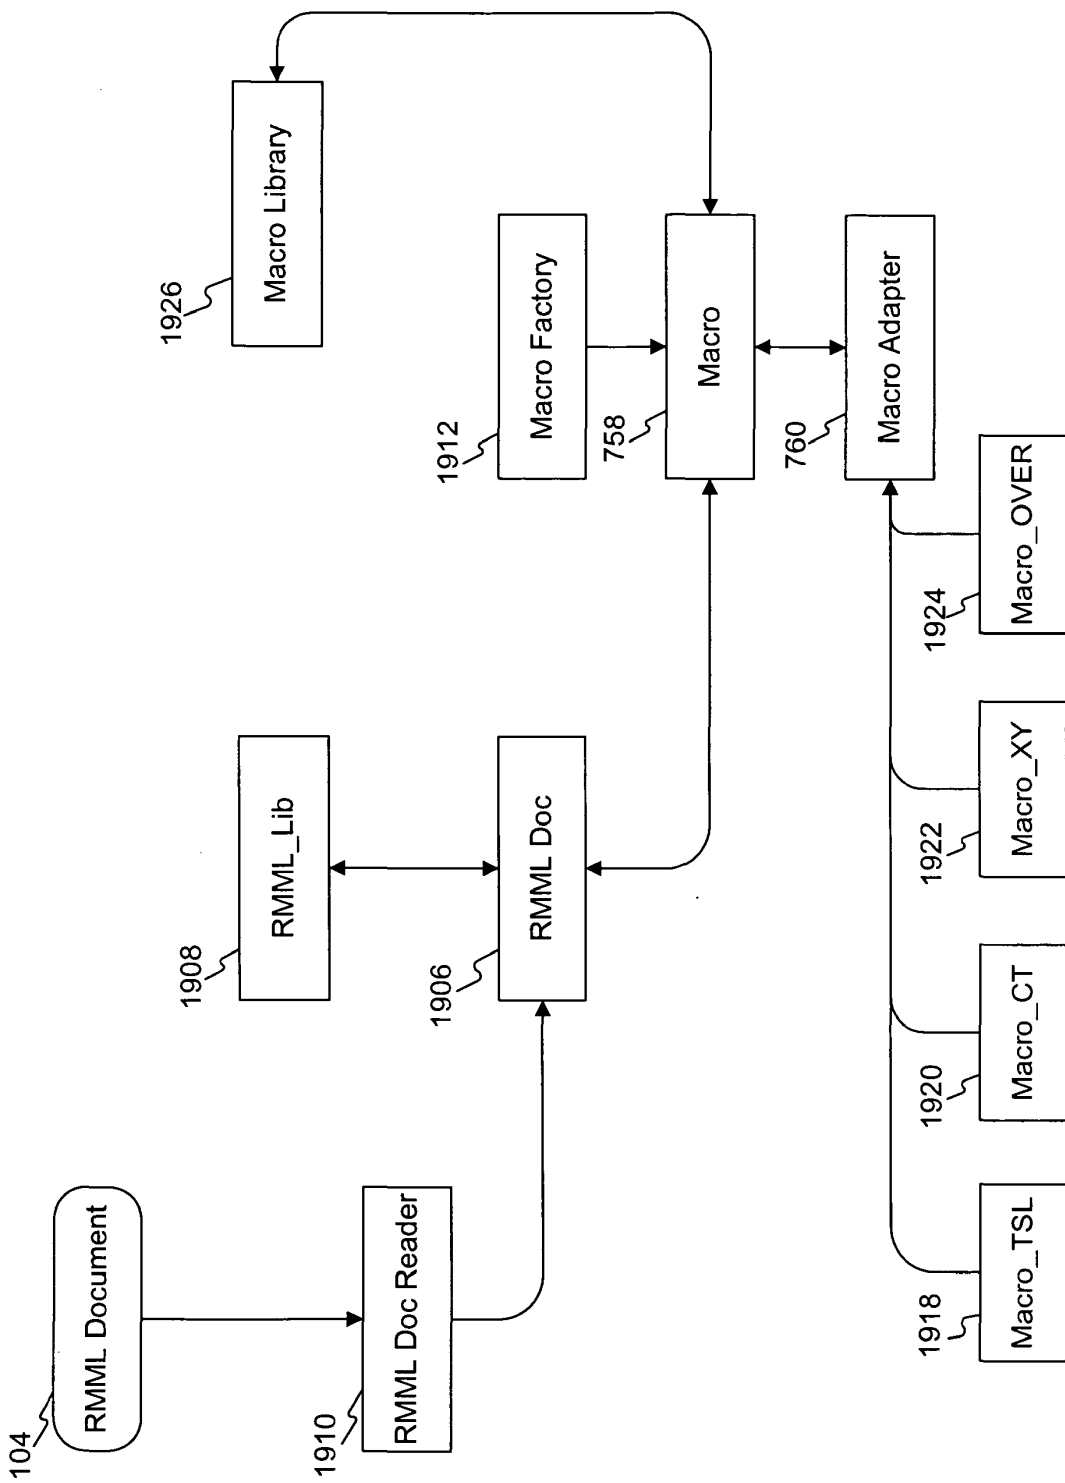 104
RMML Document
1910
RMML Doc Reader
1908
RMML_Lib
1906
RMML Doc
1926
Macro Library
1912
Macro Factory
758
Macro
760
Macro Adapter
1918
Macro_TSL
1920
Macro_CT
1922
Macro_XY
1924
Macro_OVER